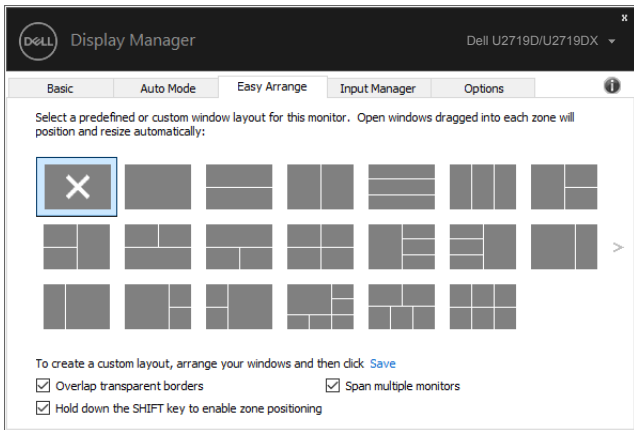 x
DELL Display Manager Dell U2719D/U2719DX
Basic Auto Mode Easy Arrange Input Manager Options i
Select a predefined or custom window layout for this monitor. Open windows dragged into each zone will
position and resize automatically:
>
To create a custom layout, arrange your windows and then click Save
Overlap transparent borders Span multiple monitors
Hold down the SHIFT key to enable zone positioning